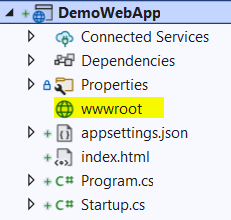 DemoWebApp
Connected Services
Dependencies
Properties
wwwroot
appsettings.json
index.html
C# Program.cs
C# Startup.cs